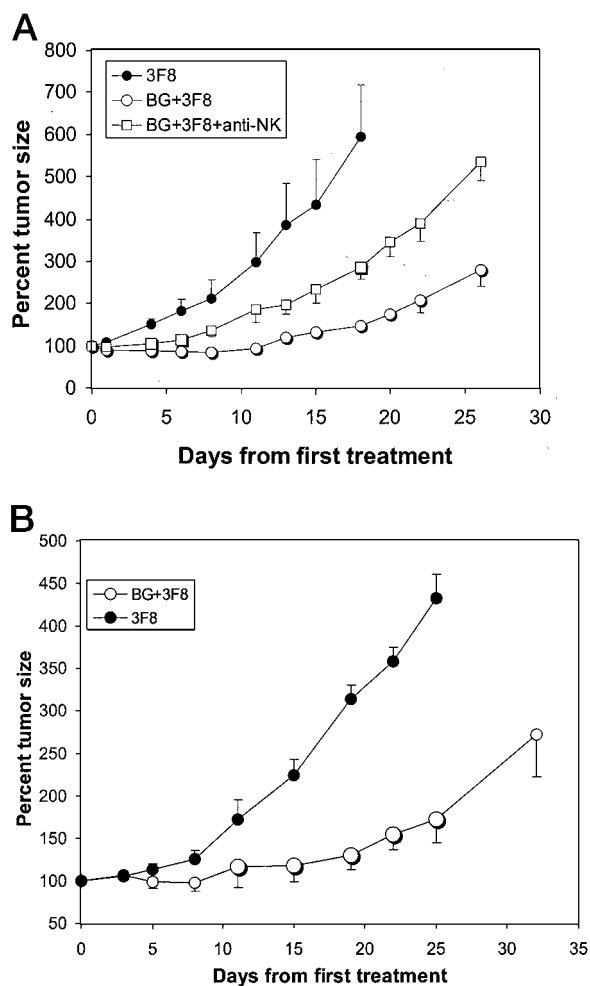 A
800
700
600
500
400
300
200
100
0
3F8
BG+3F8
BG+3F8+anti-NK
Percent tumor size
0 5 10 15 20 25 30
Days from first treatment
B
500
450
400
350
300
250
200
150
100
50
BG+3F8
3F8
Percent tumor size
0 5 10 15 20 25 30 35
Days from first treatment